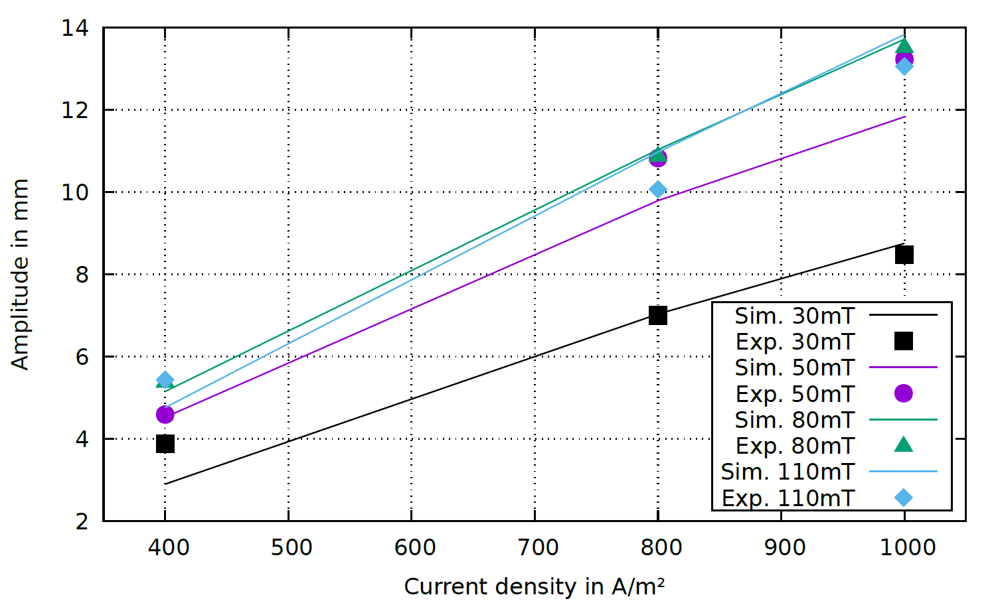 14
12
10
8
6
4
2
Amplitude in mm
400 500 600 700 800 900 1000
Current density in A/m²
Sim. 30mT
Exp. 30mT
Sim. 50mT
Exp. 50mT
Sim. 80mT
Exp. 80mT
Sim. 110mT
Exp. 110mT